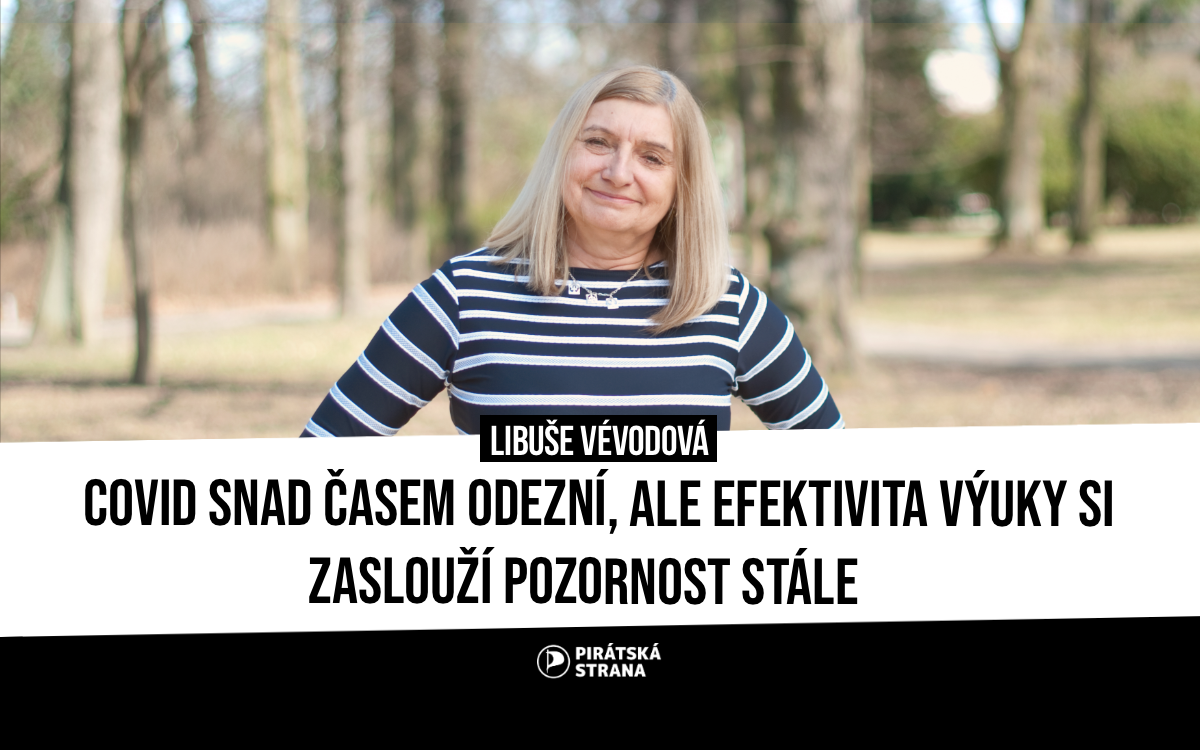 LIBUŠE VÉVODOVÁ
COVID SNAD ČASEM ODEZNÍ, ALE EFEKTIVITA VÝUKY SI
ZASLOUŽÍ POZORNOST STÁLE
PIRÁTSKÁ
STRANA